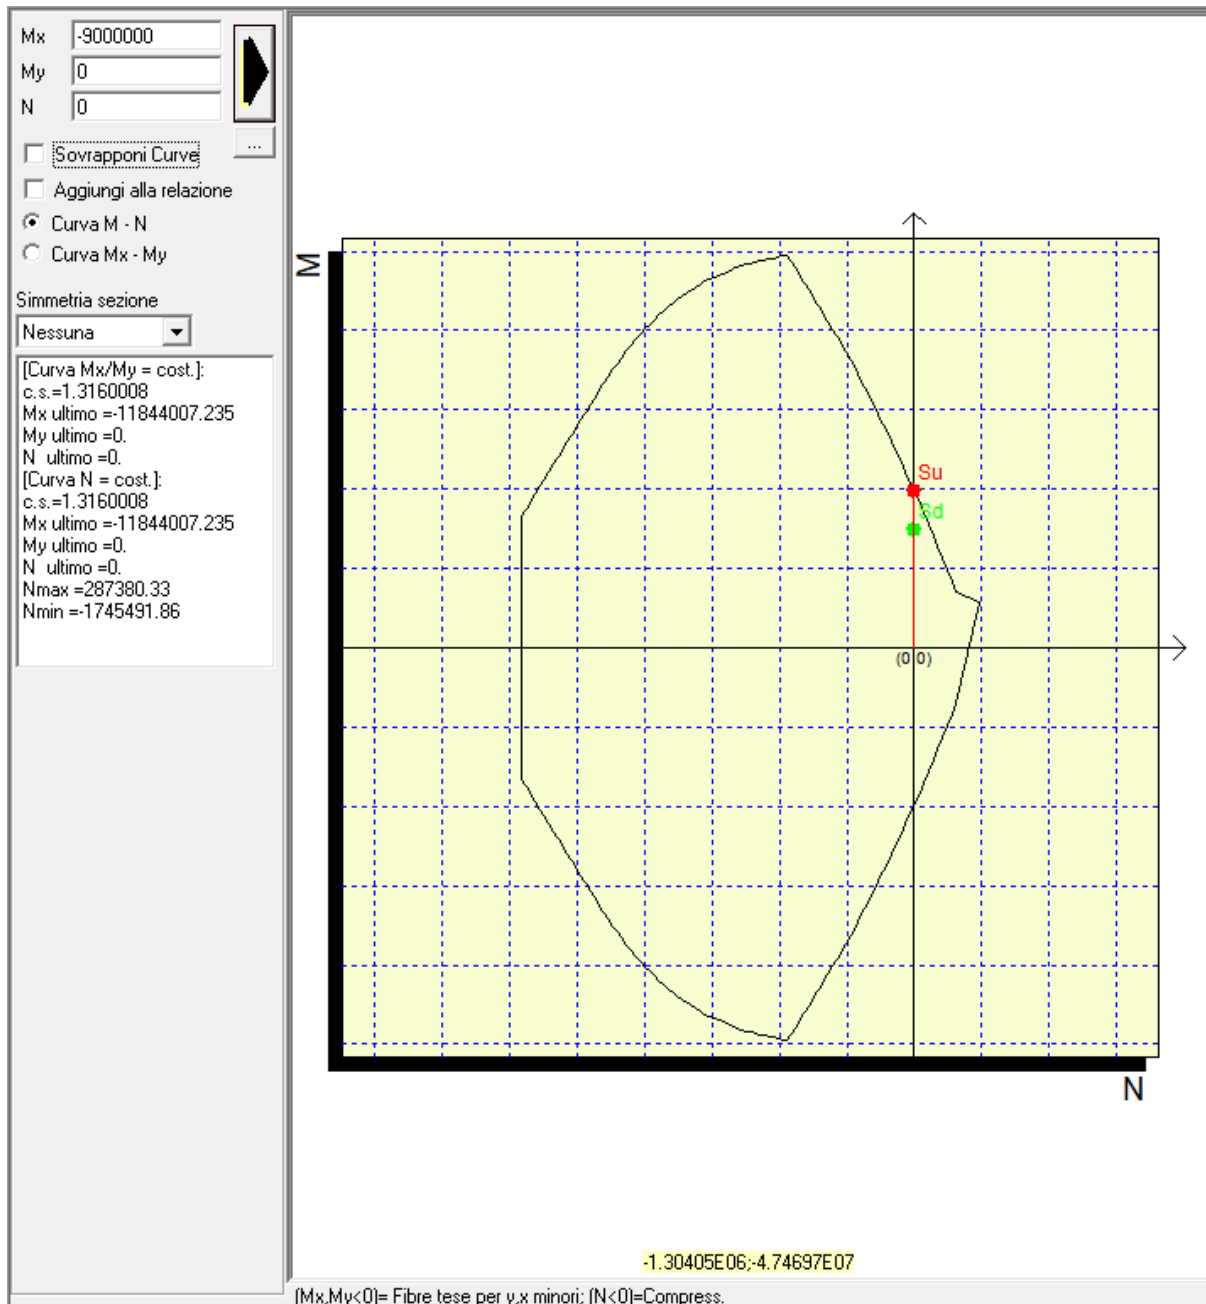 Mx -9000000
My 0
N 0
...
Sovrapponi Curve
Aggiungi alla relazione
Curva M - N
Curva Mx - My
Simmetria sezione
Nessuna
[Curva Mx/My = cost.]:
c.s.=1.3160008
Mx ultimo =-11844007.235
My ultimo =0.
N ultimo =0.
[Curva N = cost.]:
c.s.=1.3160008
Mx ultimo =-11844007.235
My ultimo =0.
N ultimo =0.
Nmax =287380.33
Nmin =-1745491.86
M
Su
Sd
(0 0)
N
-1.30405E06;-4.74697E07
(Mx,My<0)= Fibre tese per y,x minori; (N<0)=Compress.